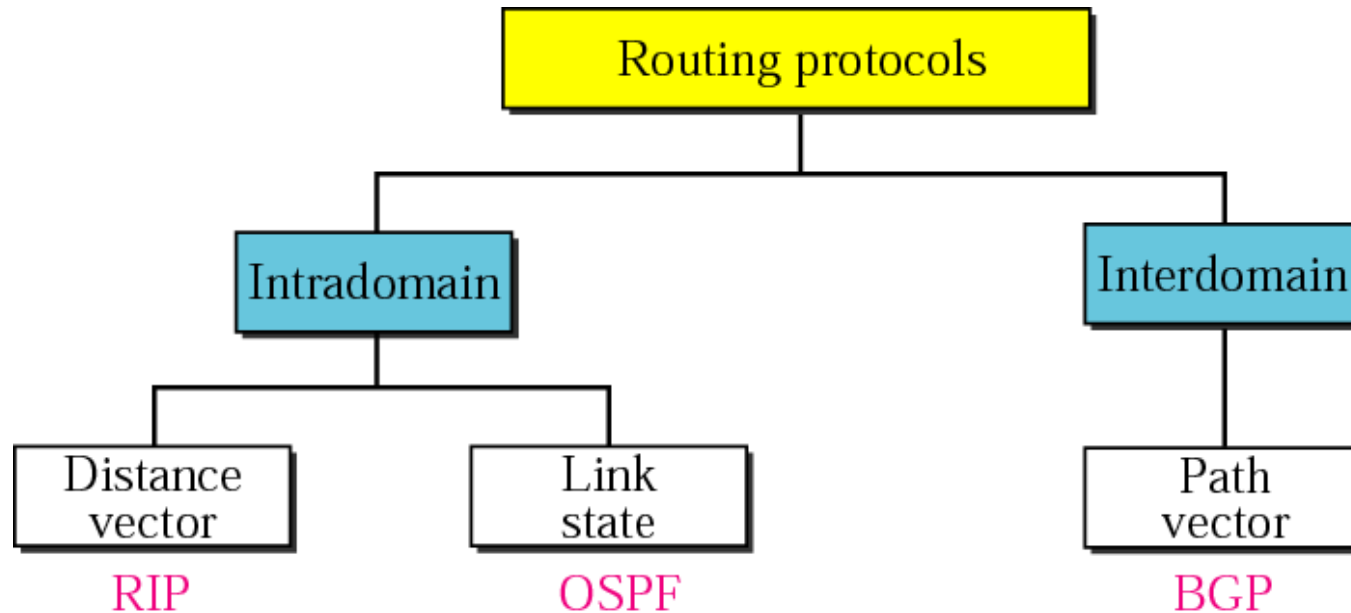 Routing protocols
Intradomain
Interdomain
Distance
vector
Link
state
Path
vector
RIP
OSPF
BGP